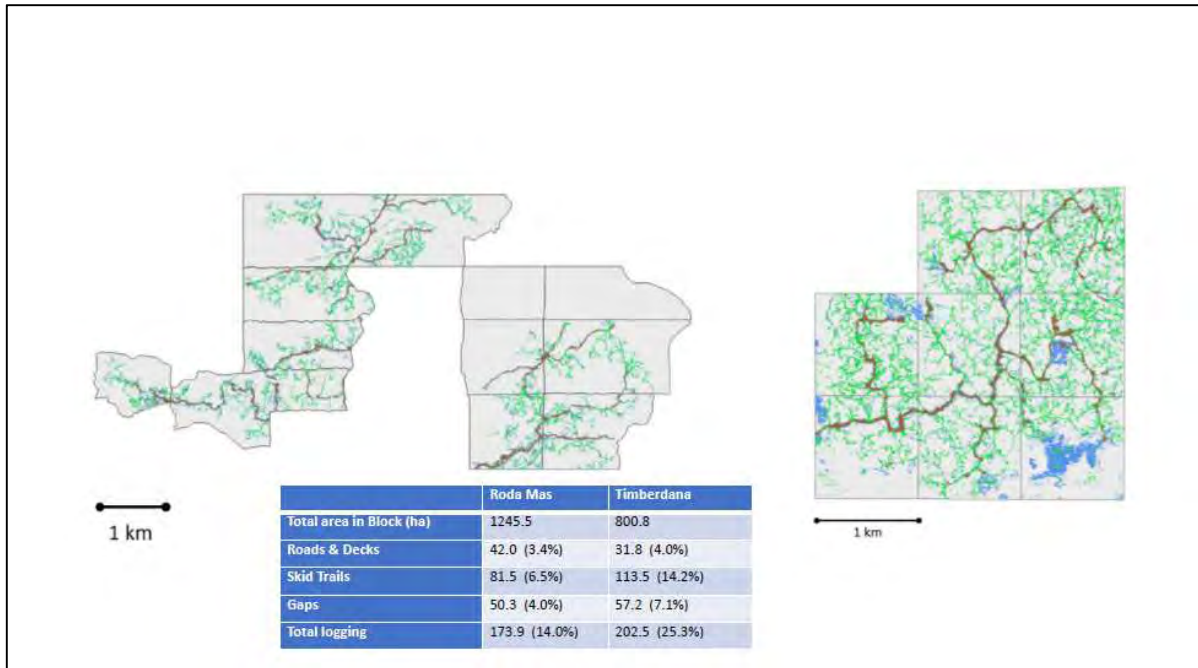 1 km
1 km
Roda Mas Timberdana
Total area in Block (ha) 1245.5 800.8
Roads & Decks 42.0 (3.4%) 31.8 (4.0%)
Skid Trails 81.5 (6.5%) 113.5 (14.2%)
Gaps 50.3 (4.0%) 57.2 (7.1%)
Total logging 173.9 (14.0%) 202.5 (25.3%)